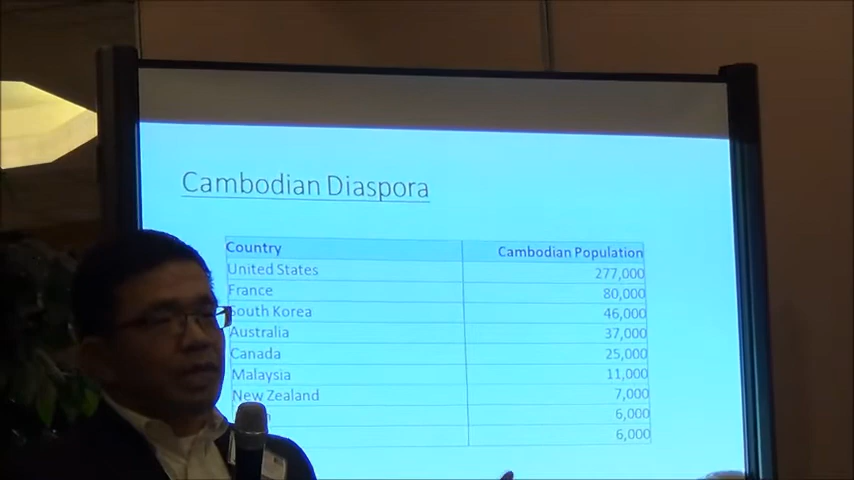 Cambodian Diaspora
Country Cambodian Population
United States 277,000
France 80,000
South Korea 46,000
Australia 37,000
Canada 25,000
Malaysia 11,000
New Zealand 7,000
6,000
6,000